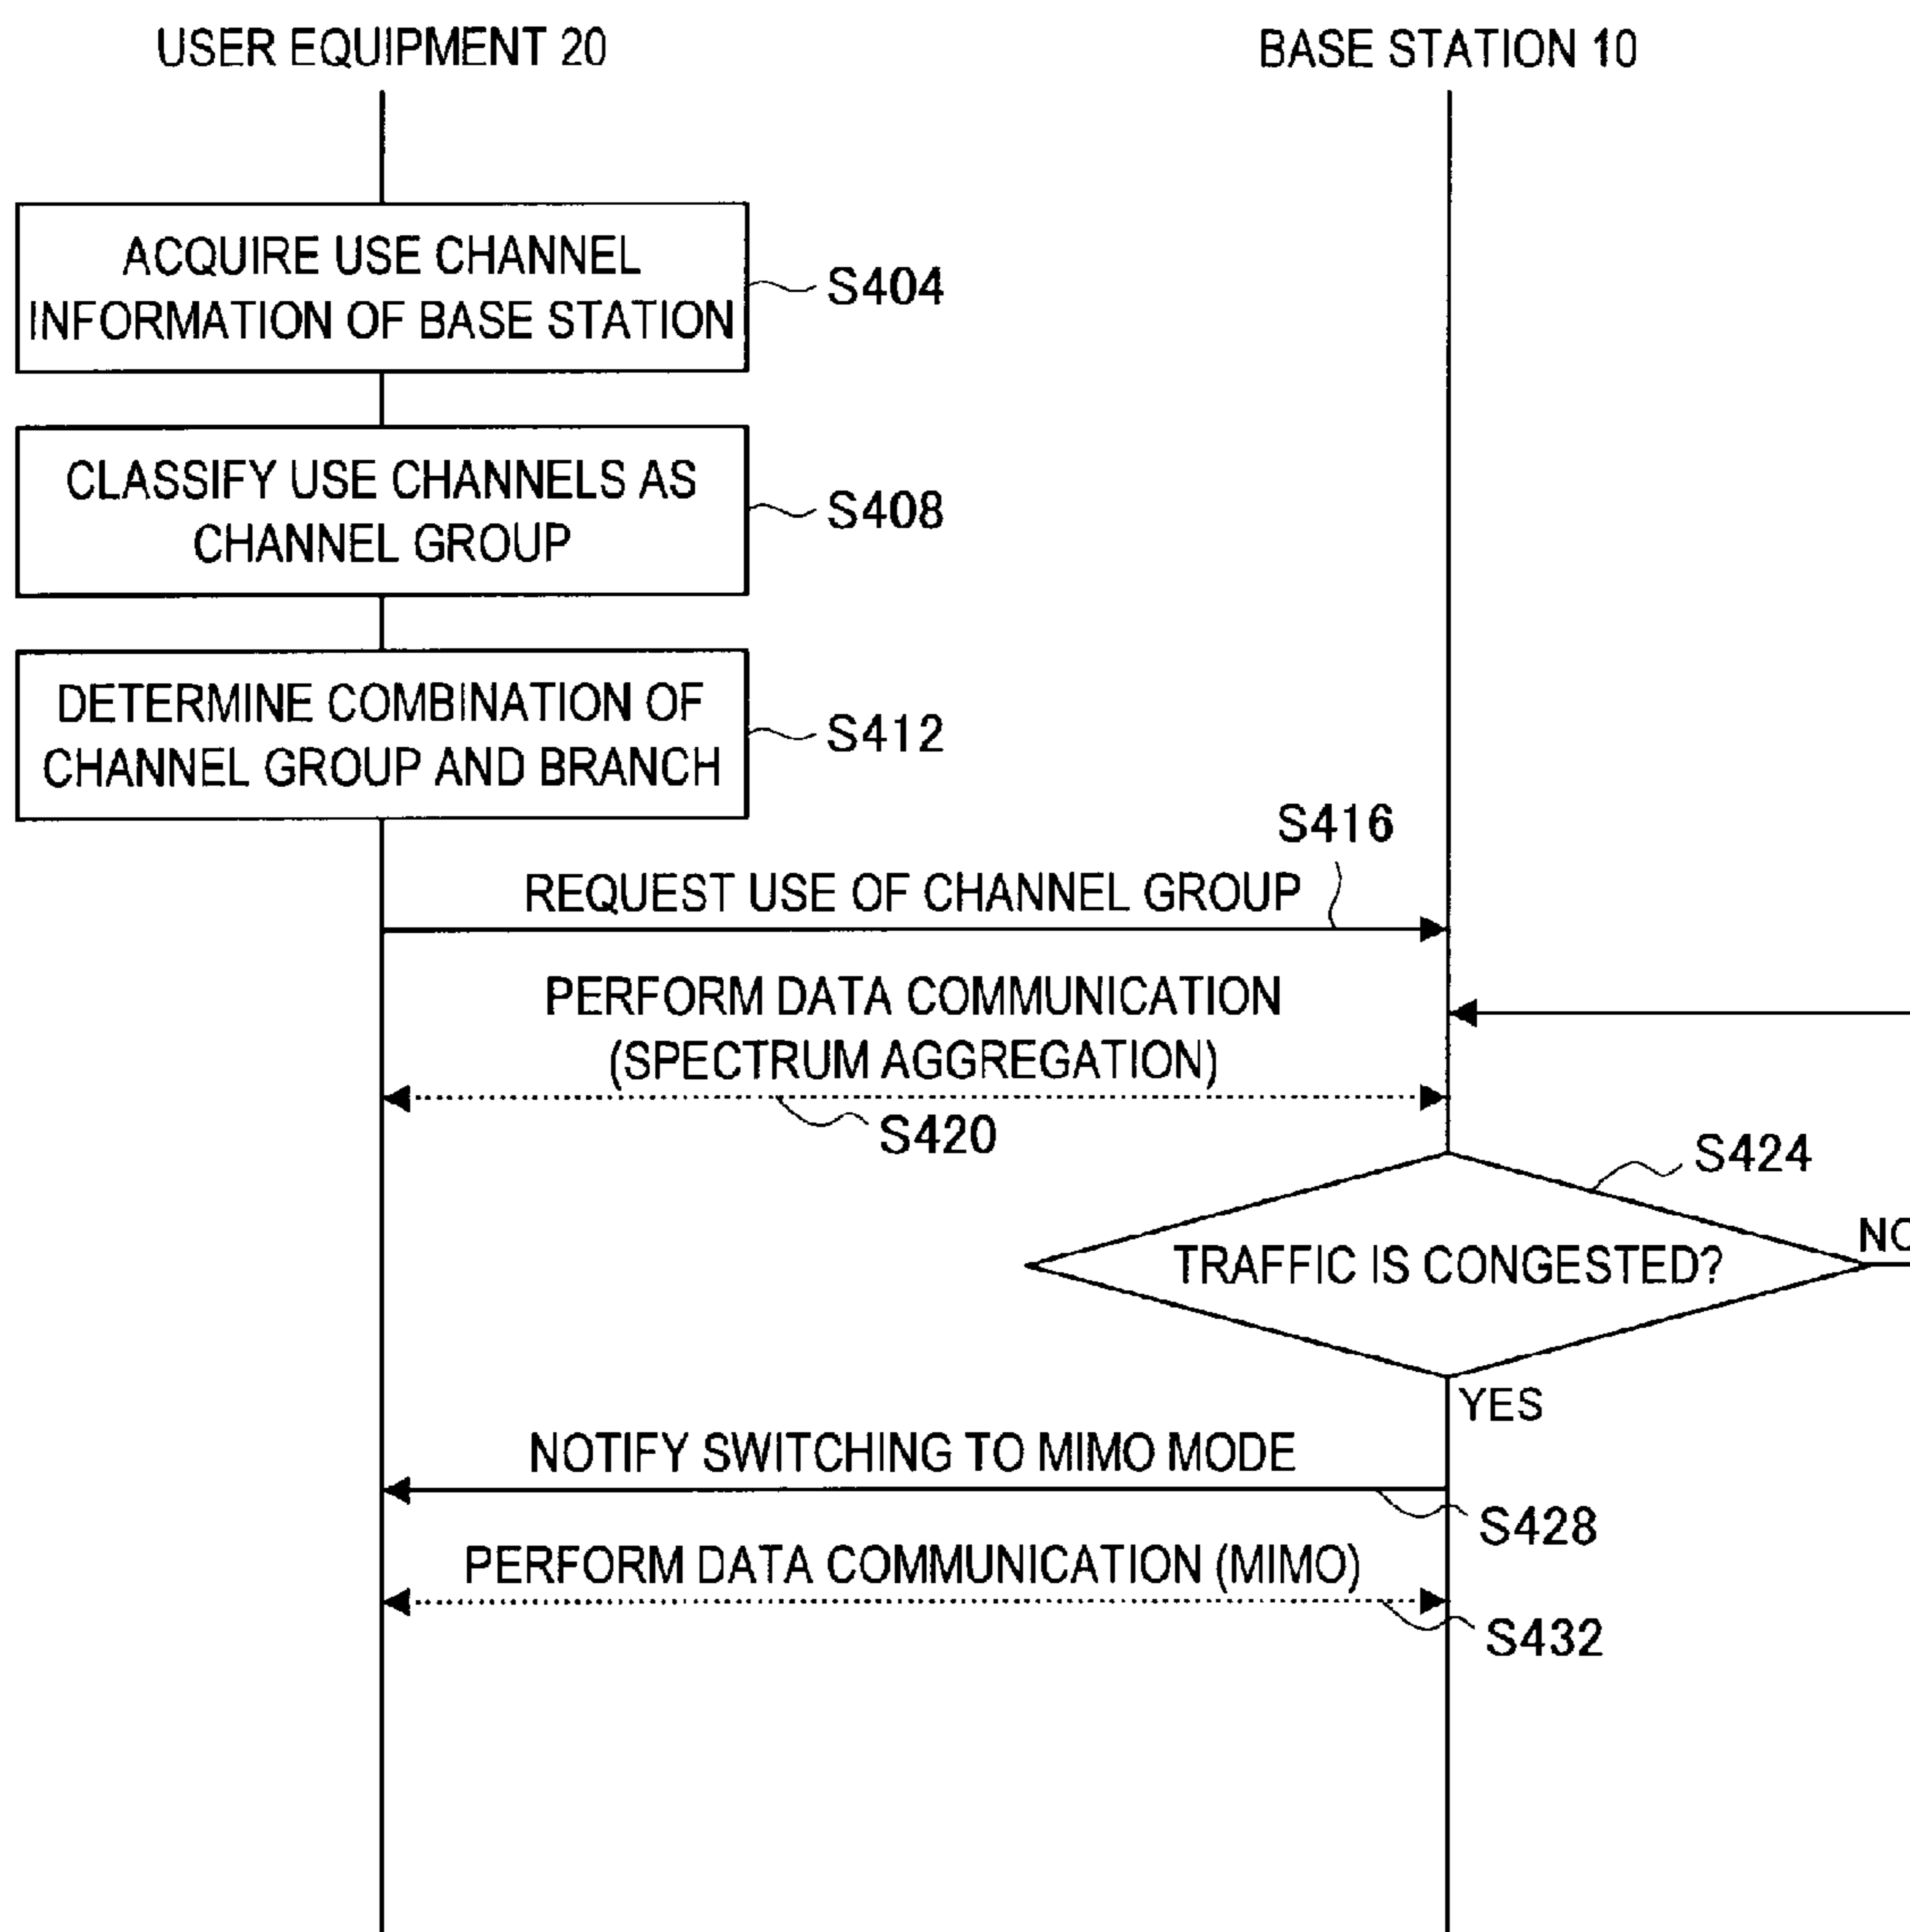 USER EQUIPMENT 20
BASE STATION 10
ACQUIRE USE CHANNEL
INFORMATION OF BASE STATION
S404
CLASSIFY USE CHANNELS AS
CHANNEL GROUP
S408
DETERMINE COMBINATION OF
CHANNEL GROUP AND BRANCH
S412
S416
REQUEST USE OF CHANNEL GROUP
PERFORM DATA COMMUNICATION
(SPECTRUM AGGREGATION)
S420
S424
TRAFFIC IS CONGESTED?
NO
YES
NOTIFY SWITCHING TO MIMO MODE
S428
PERFORM DATA COMMUNICATION (MIMO)
S432